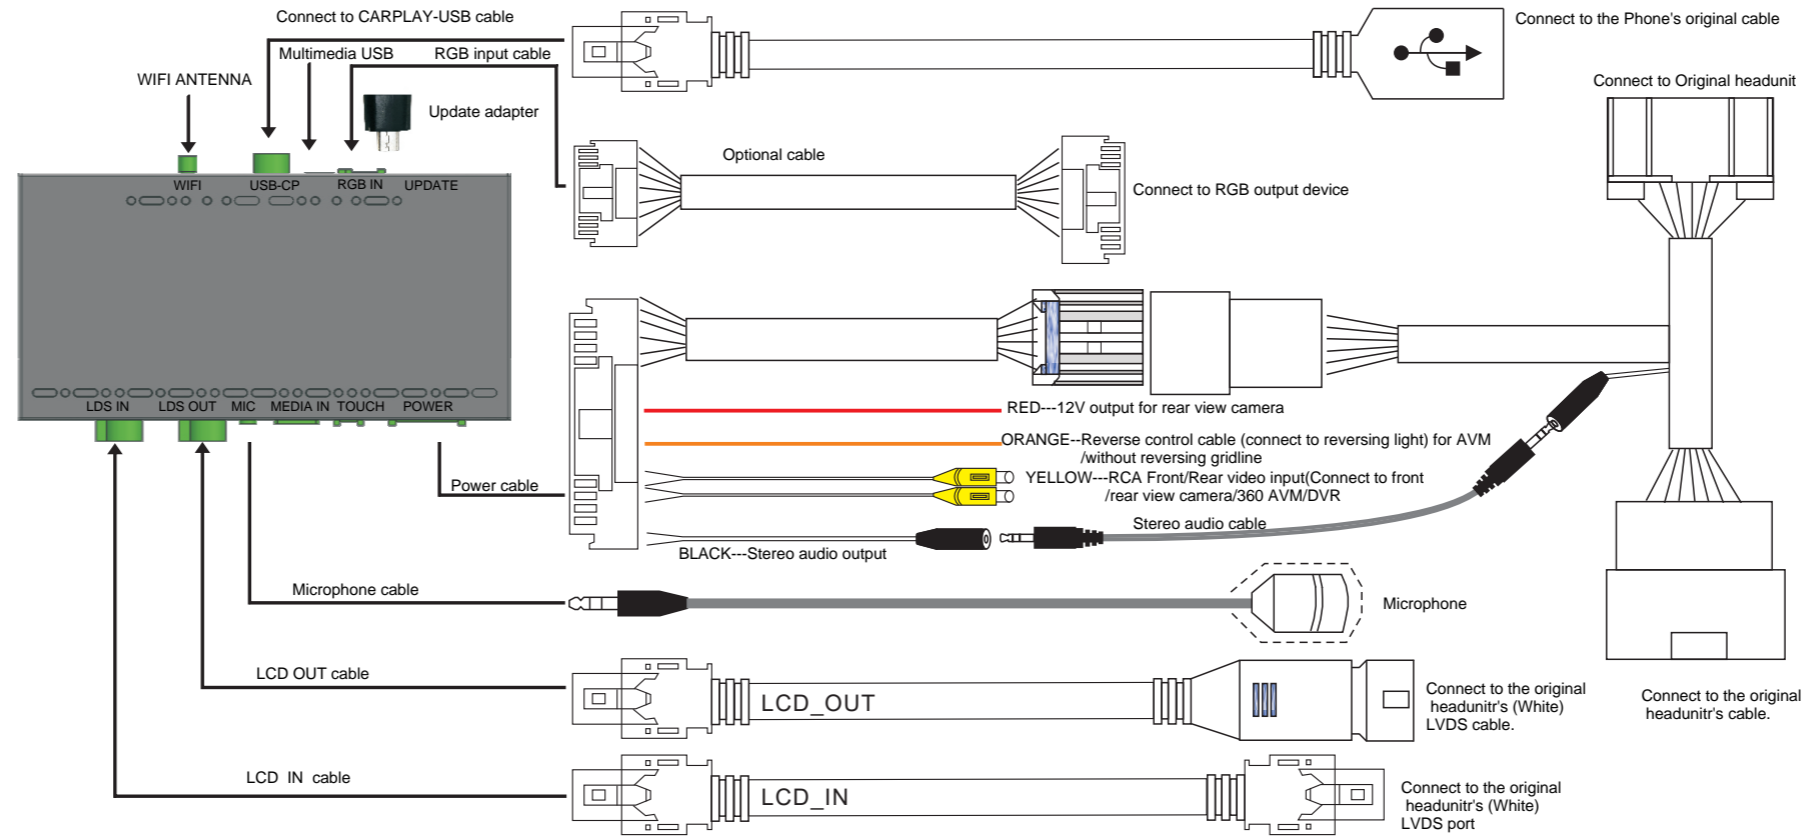 Connect to CARPLAY-USB cable
Connect to the Phone's original cable
Multimedia USB
RGB input cable
WIFI ANTENNA
Connect to Original headunit
Update adapter
Optional cable
WIFI
USB-CP
RGB IN
UPDATE
Connect to RGB output device
LDS IN
LDS OUT
MIC
MEDIA IN
TOUCH
POWER
RED---12V output for rear view camera
ORANGE--Reverse control cable (connect to reversing light) for AVM
/without reversing gridline
Power cable
YELLOW---RCA Front/Rear video input(Connect to front
/rear view camera/360 AVM/DVR
Stereo audio cable
BLACK---Stereo audio output
Microphone cable
Microphone
LCD OUT cable
LCD_OUT
Connect to the original
headunitr's (White)
LVDS cable.
Connect to the original
headunitr's cable.
LCD IN cable
LCD_IN
Connect to the original
headunitr's (White)
LVDS port